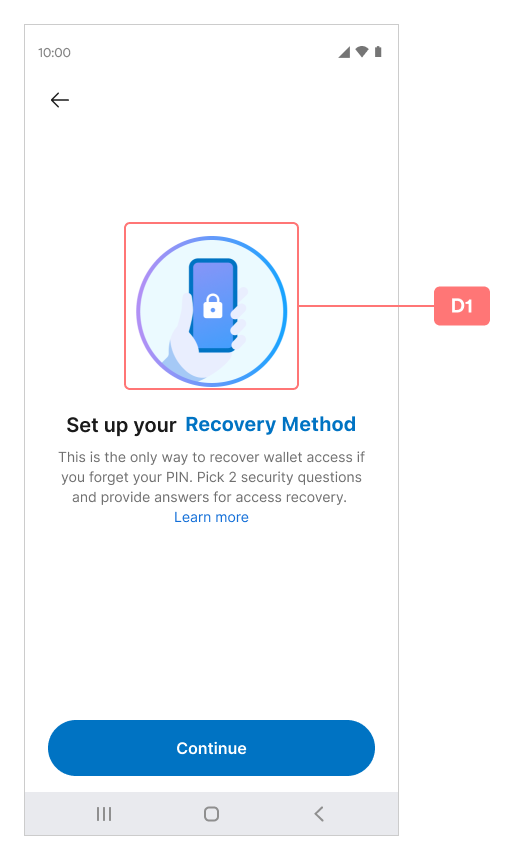 10:00
D1
Set up your Recovery Method
This is the only way to recover wallet access if
you forget your PIN. Pick 2 security questions
and provide answers for access recovery.
Learn more
Continue